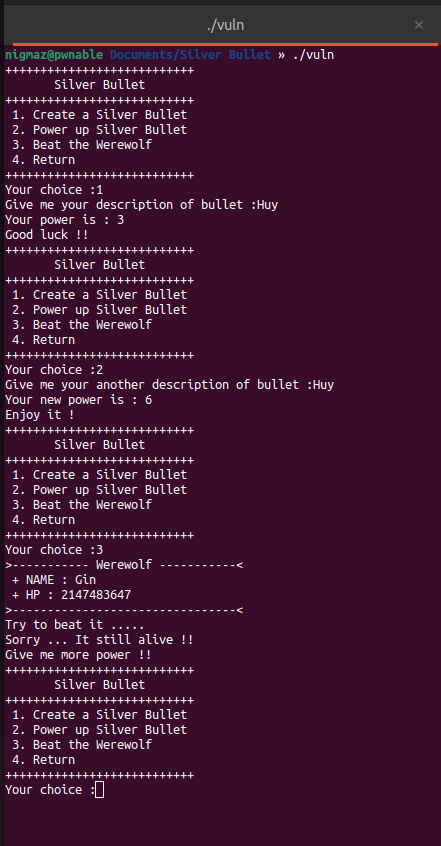 ./vuln ×
nigmaz@pwnable Documents/Silver Bullet » ./vuln
+++++++++++++++++++++++++++
Silver Bullet
+++++++++++++++++++++++++++
1. Create a Silver Bullet
2. Power up Silver Bullet
3. Beat the Werewolf
4. Return
+++++++++++++++++++++++++++
Your choice :1
Give me your description of bullet :Huy
Your power is : 3
Good luck !!
+++++++++++++++++++++++++++
Silver Bullet
+++++++++++++++++++++++++++
1. Create a Silver Bullet
2. Power up Silver Bullet
3. Beat the Werewolf
4. Return
+++++++++++++++++++++++++++
Your choice :2
Give me your another description of bullet :Huy
Your new power is : 6
Enjoy it !
+++++++++++++++++++++++++++
Silver Bullet
+++++++++++++++++++++++++++
1. Create a Silver Bullet
2. Power up Silver Bullet
3. Beat the Werewolf
4. Return
+++++++++++++++++++++++++++
Your choice :3
>----------- Werewolf -----------<
+ NAME : Gin
+ HP : 2147483647
>--------------------------------<
Try to beat it .....
Sorry ... It still alive !!
Give me more power !!
+++++++++++++++++++++++++++
Silver Bullet
+++++++++++++++++++++++++++
1. Create a Silver Bullet
2. Power up Silver Bullet
3. Beat the Werewolf
4. Return
+++++++++++++++++++++++++++
Your choice :